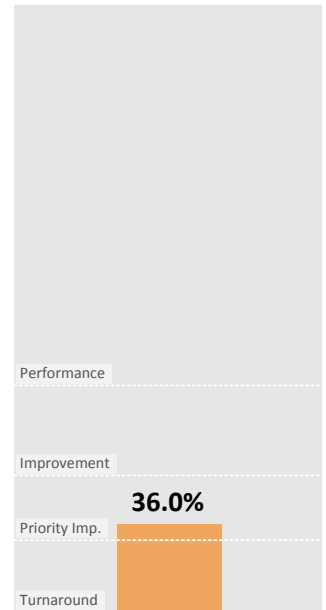 Performance
Improvement
36.0%
Priority Imp.
Turnaround